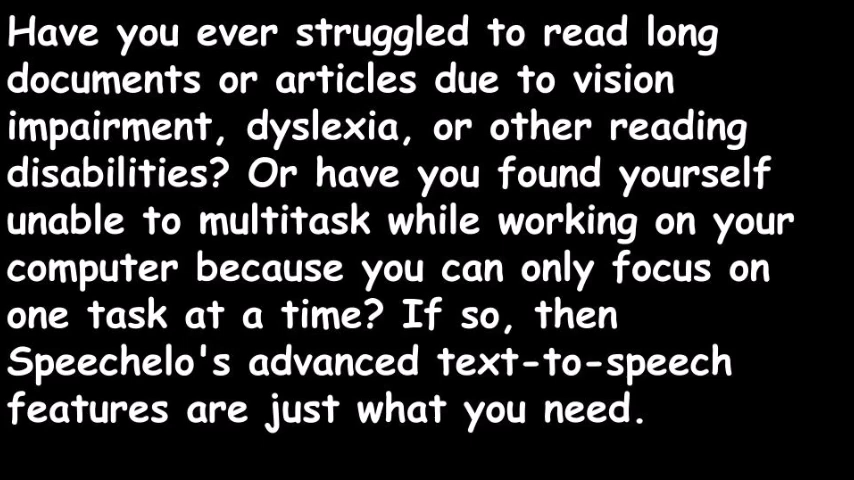 Have you ever struggled to read long
documents or articles due to vision
impairment, dyslexia, or other reading
disabilities? Or have you found yourself
unable to multitask while working on your
computer because you can only focus on
one task at a time? If so, then
Speechelo's advanced text-to-speech
features are just what you need.